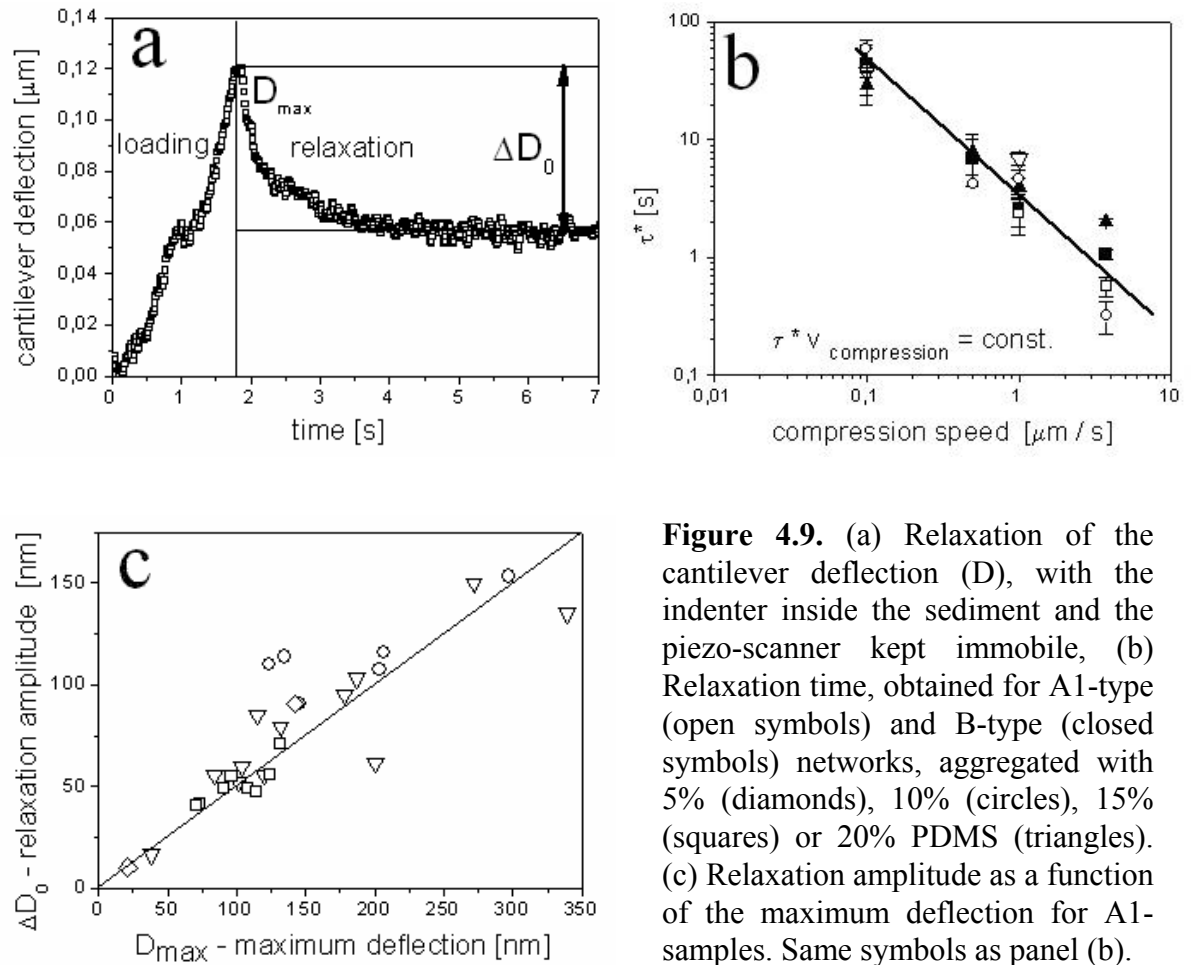 a
0,14
0,12
0,10
0,08
0,06
0,04
0,02
0,00
cantilever deflection [μm]
loading
D max
relaxation
ΔD0
0 1 2 3 4 5 6 7
time [s]
b
100
10
1
0,1
τ* [s]
τ * v compression = const.
0,01 0,1 1 10
compression speed [μm / s]
c
150
100
50
0
ΔDo - relaxation amplitude [nm]
0 50 100 150 200 250 300 350
Dmax - maximum deflection [nm]
Figure 4.9. (a) Relaxation of the
cantilever deflection (D), with the
indenter inside the sediment and the
piezo-scanner kept immobile, (b)
Relaxation time, obtained for A1-type
(open symbols) and B-type (closed
symbols) networks, aggregated with
5% (diamonds), 10% (circles), 15%
(squares) or 20% PDMS (triangles).
(c) Relaxation amplitude as a function
of the maximum deflection for A1-
samples. Same symbols as panel (b).